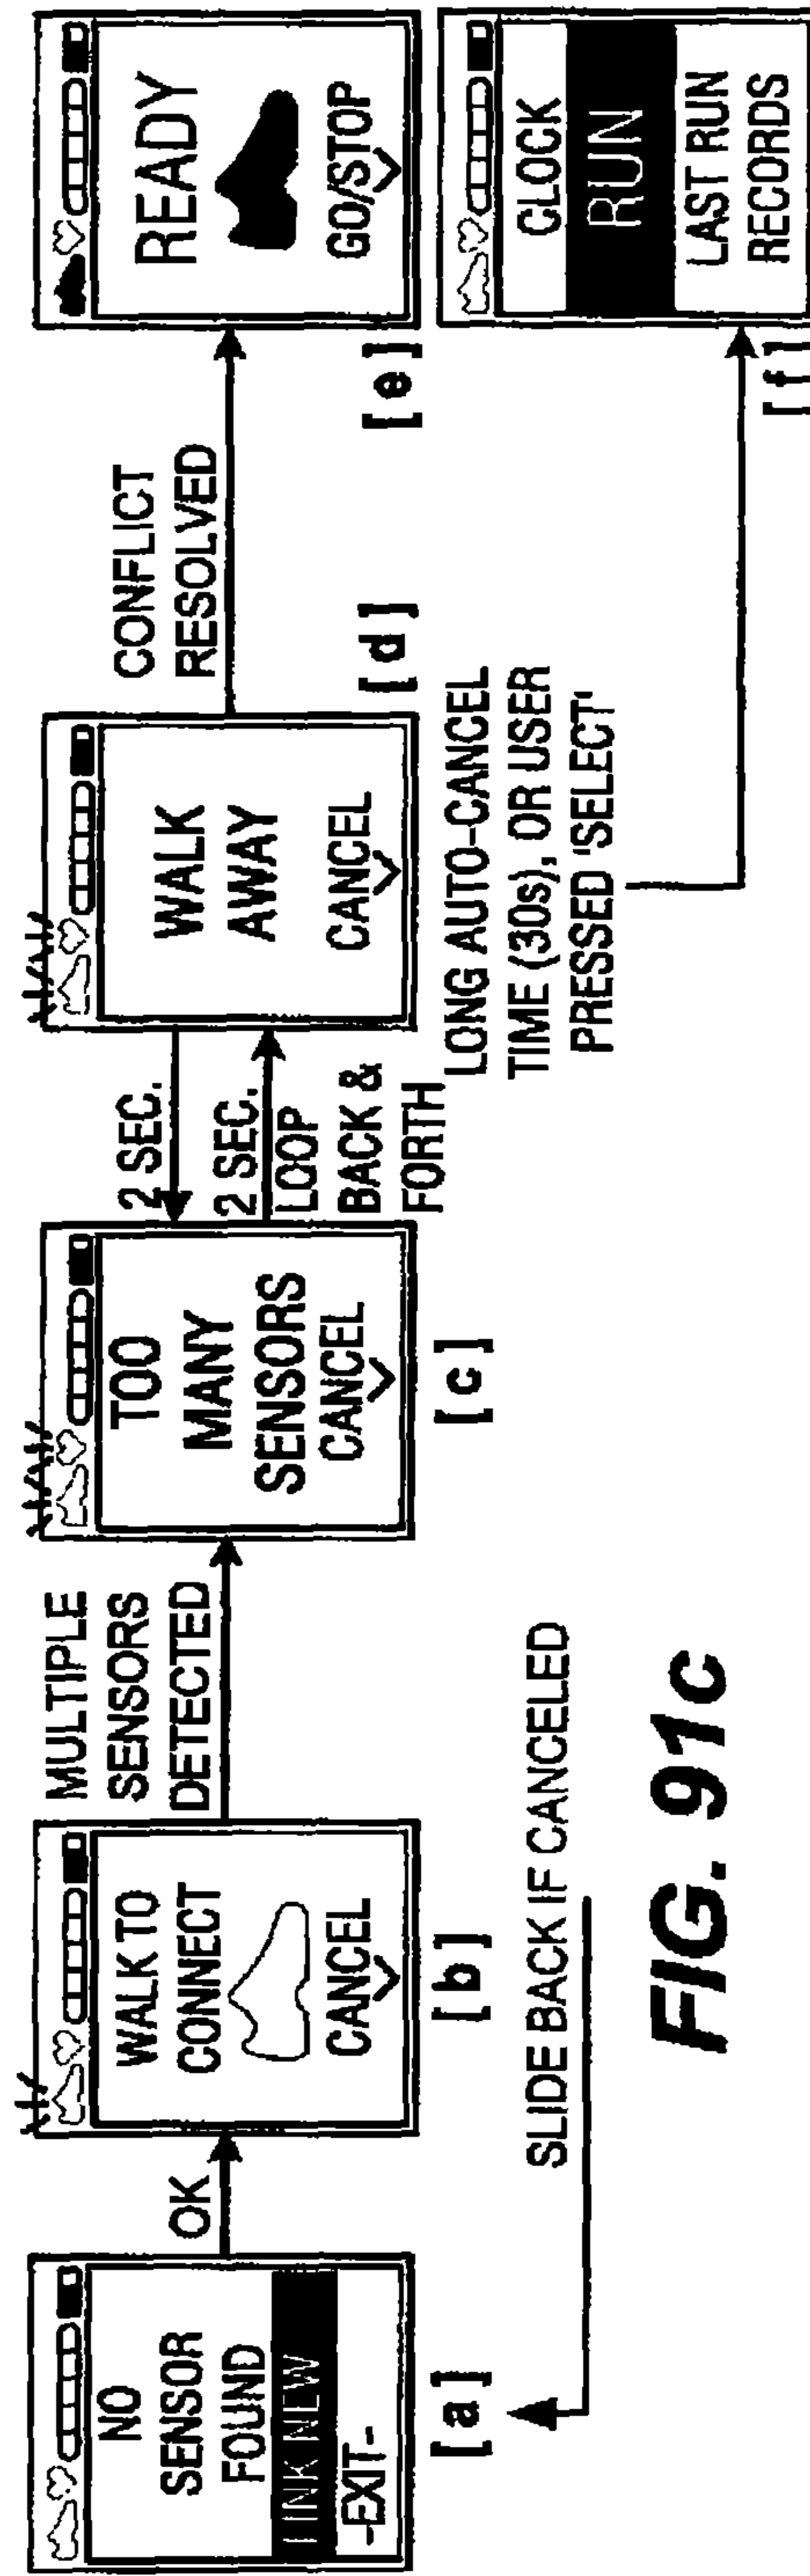 NO
SENSOR
FOUND
LINK NEW
-EXIT-
[a]
OK
WALK TO
CONNECT
CANCEL
[b]
MULTIPLE
SENSORS
DETECTED
TOO
MANY
SENSORS
CANCEL
[c]
2 SEC.
2 SEC.
LOOP
BACK &
FORTH
WALK
AWAY
CANCEL
[d]
CONFLICT
RESOLVED
READY
GO/STOP
[e]
LONG AUTO-CANCEL
TIME (30s), OR USER
PRESSED 'SELECT'
CLOCK
RUN
LAST RUN
RECORDS
[f]
SLIDE BACK IF CANCELED
FIG. 91c